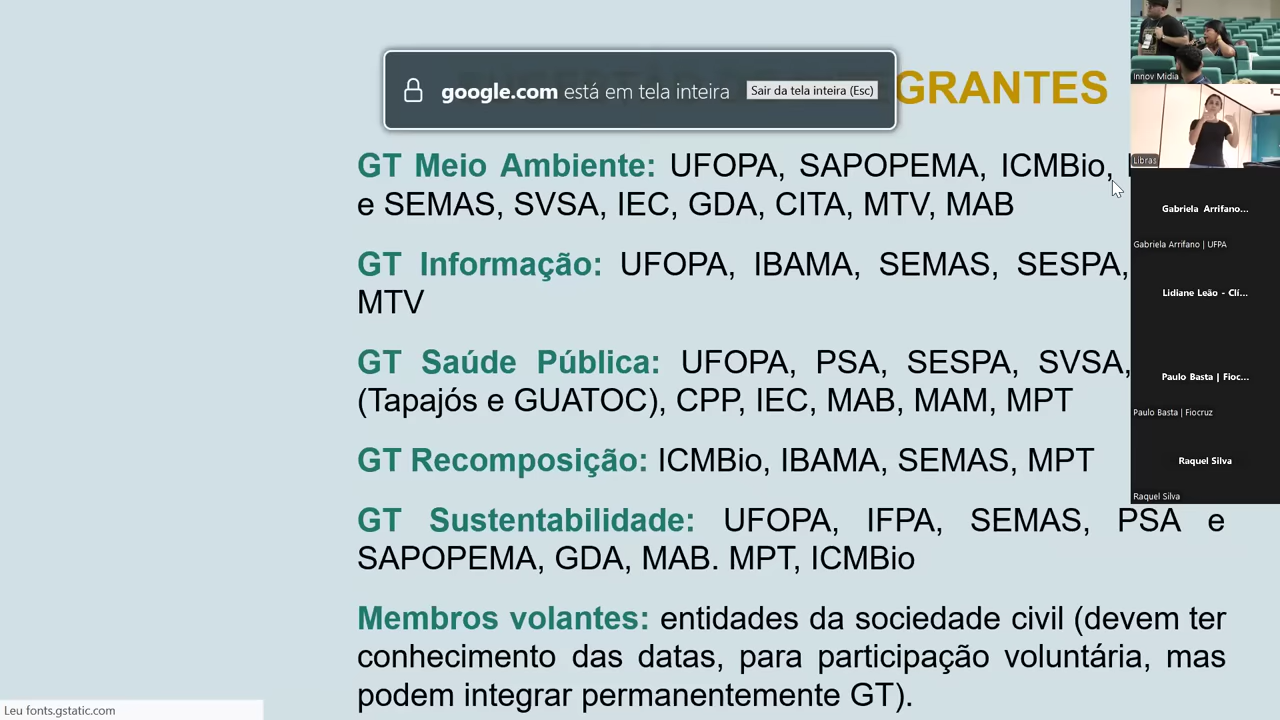 GRANTES
google.com está em tela inteira
Sair da tela inteira (Esc)
GT Meio Ambiente: UFOPA, SAPOPEMA, ICMBio,
e SEMAS, SVSA, IEC, GDA, CITA, MTV, MAB
GT Informação: UFOPA, IBAMA, SEMAS, SESPA,
MTV
GT Saúde Pública: UFOPA, PSA, SESPA, SVSA,
(Tapajós e GUATOC), CPP, IEC, MAB, MAM, MPT
GT Recomposição: ICMBio, IBAMA, SEMAS, MPT
GT Sustentabilidade: UFOPA, IFPA, SEMAS, PSA e
SAPOPEMA, GDA, MAB. MPT, ICMBio
Membros volantes: entidades da sociedade civil (devem ter
conhecimento das datas, para participação voluntária, mas
podem integrar permanentemente GT).
Leu fonts.gstatic.com
Innov Midia
Libras
Gabriela Arrifano...
Gabriela Arrifano | UFPA
Lidiane Leão - Clí...
Paulo Basta | Fioc...
Paulo Basta | Fiocruz
Raquel Silva
Raquel Silva